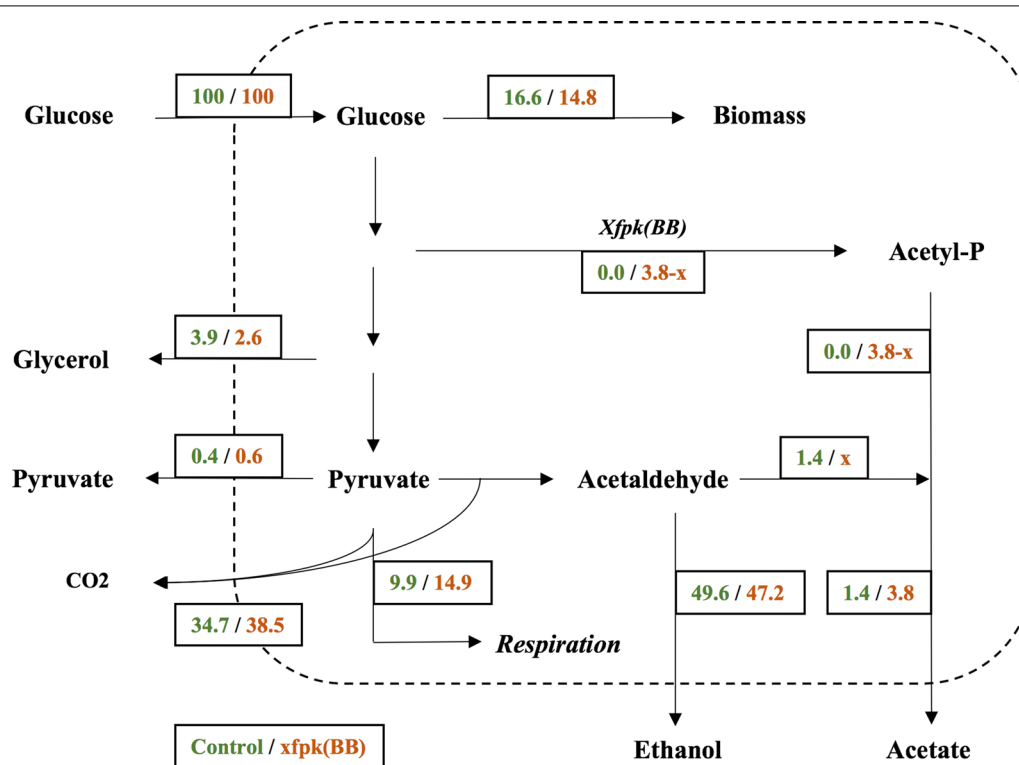 100 / 100
16.6 / 14.8
Glucose
Glucose
Biomass
Xfpk(BB)
Acetyl-P
0.0 / 3.8-x
3.9 / 2.6
0.0 / 3.8-x
Glycerol
0.4 / 0.6
1.4 / x
Pyruvate
Pyruvate
Acetaldehyde
CO2
9.9 / 14.9
49.6 / 47.2
1.4 / 3.8
34.7 / 38.5
Respiration
Control / xfpk(BB)
Ethanol
Acetate